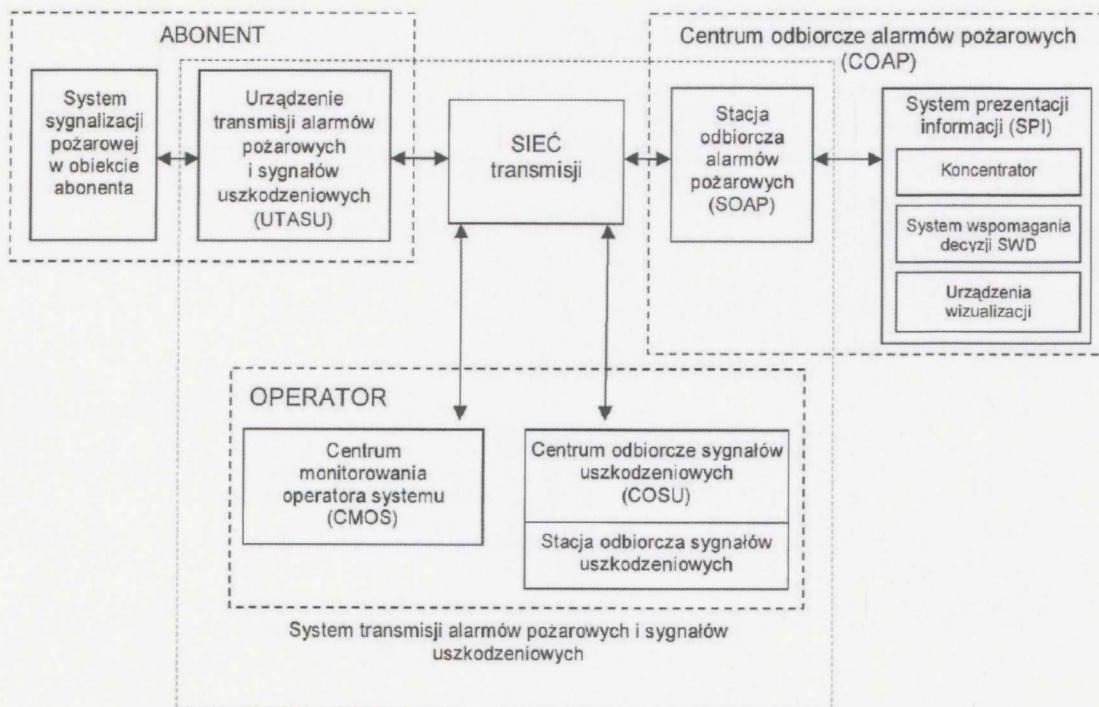 ABONENT
System
sygnalizacji
pożarowej
w obiekcie
abonenta
Urządzenie
transmisji alarmów
pożarowych
i sygnałów
uszkodzeniowych
(UTASU)
SIEĆ
transmisji
Centrum odbiorcze alarmów pożarowych
(COAP)
Stacja
odbiorcza
alarmów
pożarowych
(SOAP)
System prezentacji
informacji (SPI)
Koncentrator
System wspomagania
decyzji SWD
Urządzenia
wizualizacji
OPERATOR
Centrum
monitorowania
operatora systemu
(CMOS)
Centrum odbiorcze sygnałów
uszkodzeniowych
(COSU)
Stacja odbiorcza sygnałów
uszkodzeniowych
System transmisji alarmów pożarowych i sygnałów
uszkodzeniowych